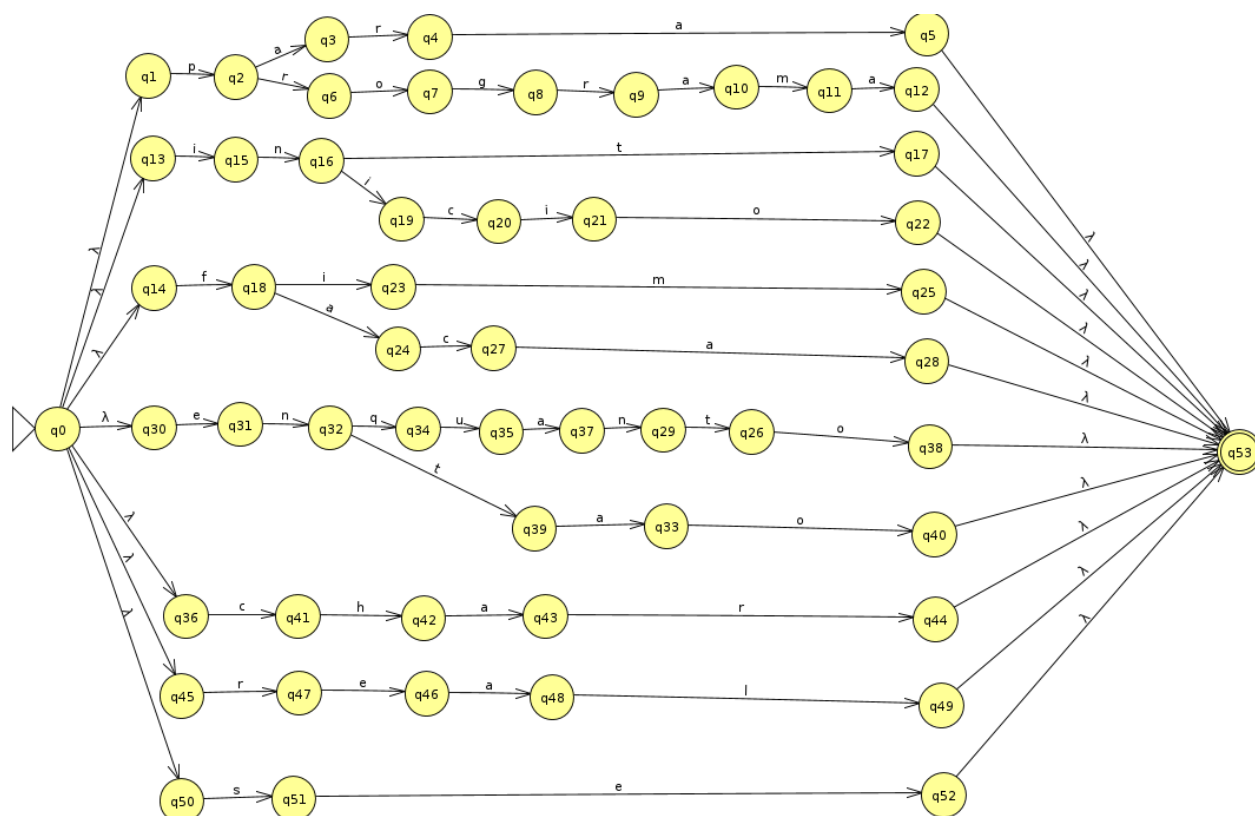 q0 λ q1 p q2 a q3 r q4 a q5 λ
r q6 o q7 g q8 r q9 a q10 m q11 a q12 λ
λ q13 i q15 n q16 t q17 λ
i q19 c q20 i q21 o q22 λ
λ q14 f q18 i q23 m q25 λ
a q24 c q27 a q28 λ
λ q30 e q31 n q32 q q34 u q35 a q37 n q29 t q26 o q38 λ q53
t q39 a q33 o q40 λ
λ q36 c q41 h q42 a q43 r q44 λ
λ q45 r q47 e q46 a q48 l q49 λ
λ q50 s q51 e q52 λ